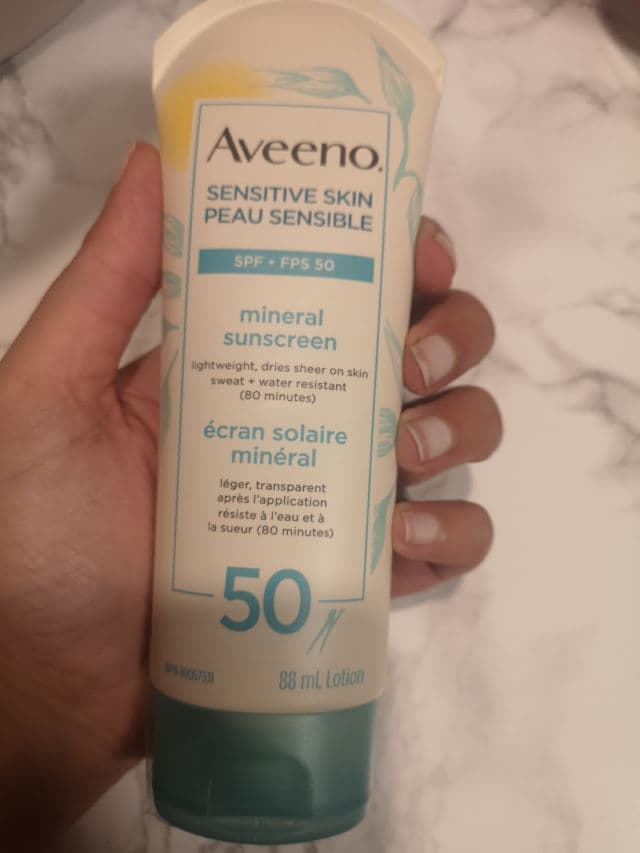 Aveeno.
SENSITIVE SKIN
PEAU SENSIBLE
SPF • FPS 50
mineral
sunscreen
lightweight, dries sheer on skin
sweat + water resistant
(80 minutes)
écran solaire
minéral
léger, transparent
après l'application
résiste à l'eau et à
la sueur (80 minutes)
50
88 mL Lotion